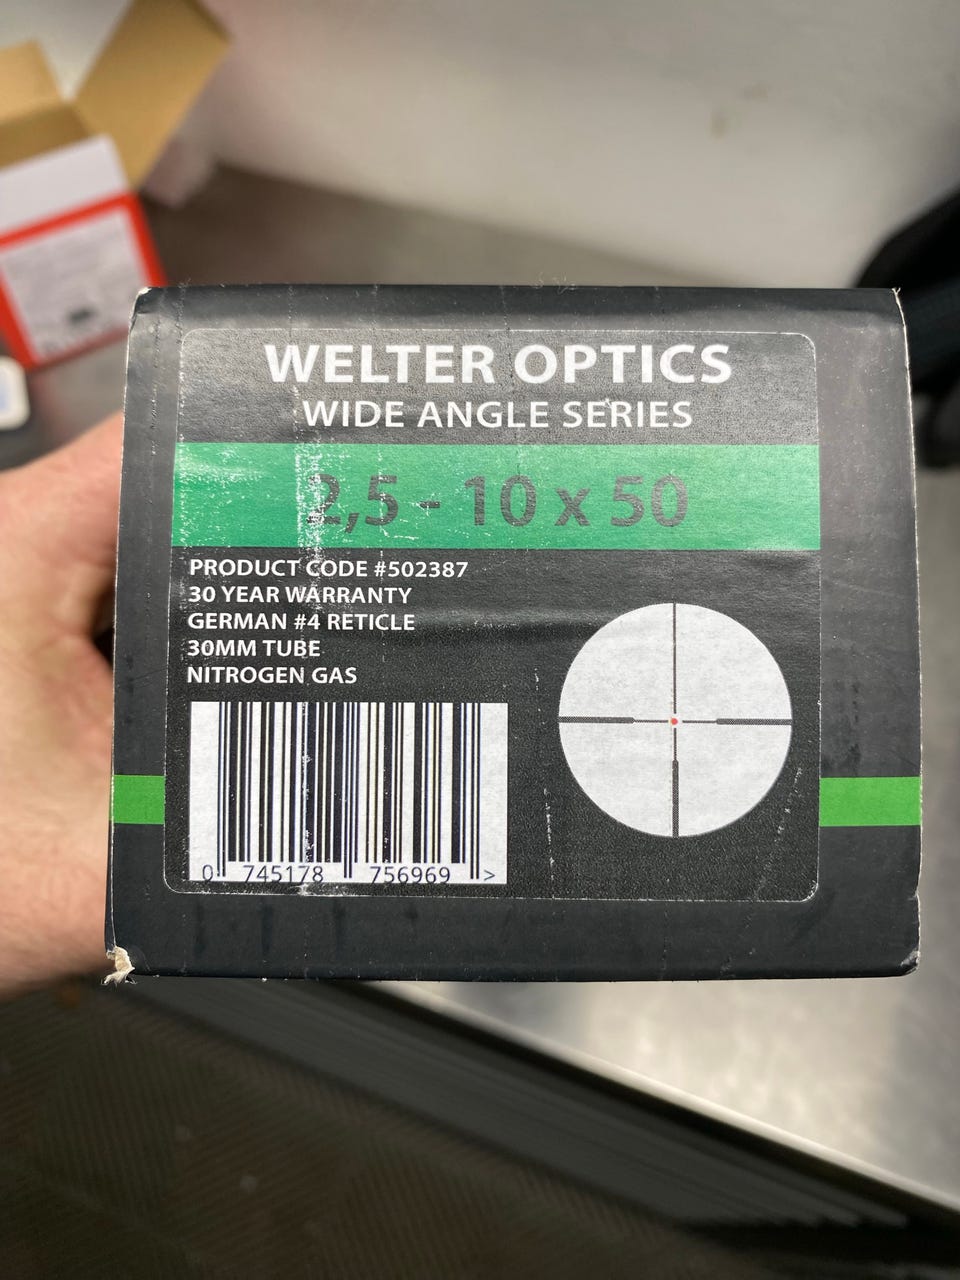 WELTER OPTICS
WIDE ANGLE SERIES
2,5 - 10 x 50
PRODUCT CODE #502387
30 YEAR WARRANTY
GERMAN #4 RETICLE
30MM TUBE
NITROGEN GAS
0 745178 756969 >